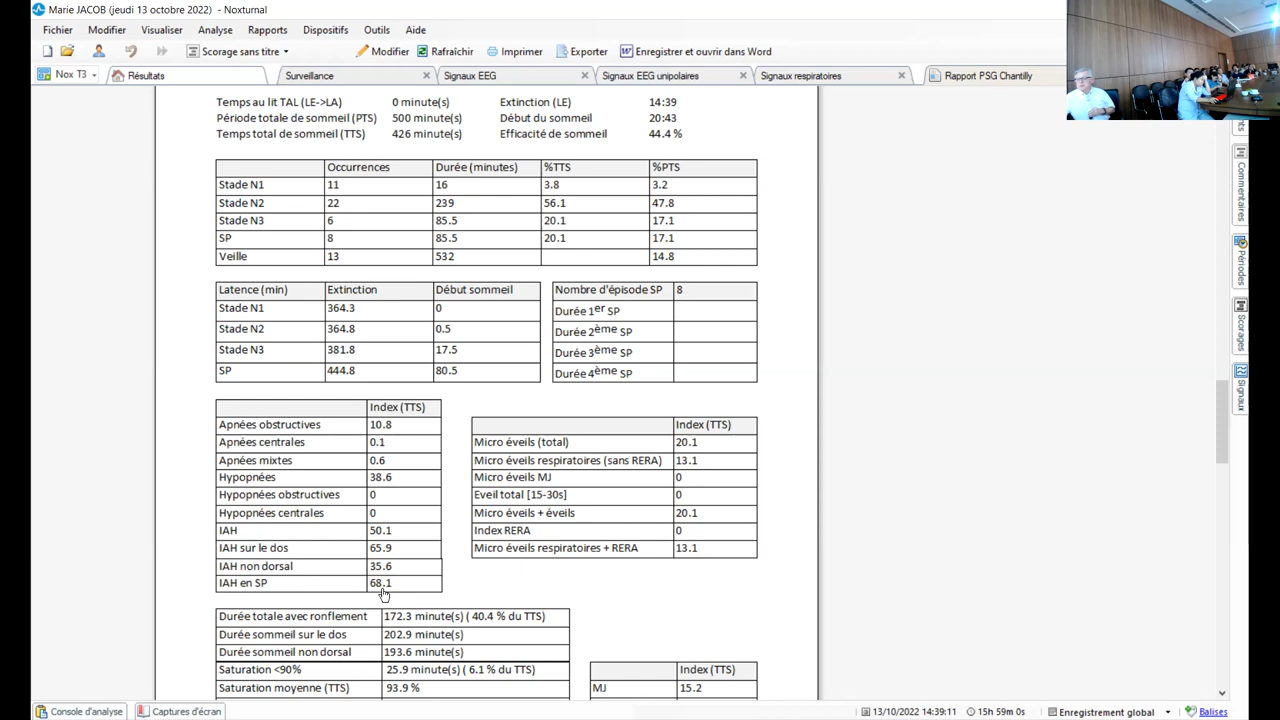 Marie JACOB (jeudi 13 octobre 2022) - Noxturnal
Fichier Modifier Visualiser Analyse Rapports Dispositifs Outils Aide
Scorage sans titre Modifier Rafraîchir Imprimer Exporter Enregistrer et ouvrir dans Word
Nox T3 Résultats Surveillance Signaux EEG Signaux EEG unipolaires Signaux respiratoires Rapport PSG Chantilly
Temps au lit TAL (LE->LA) 0 minute(s) Extinction (LE) 14:39
Période totale de sommeil (PTS) 500 minute(s) Début du sommeil 20:43
Temps total de sommeil (TTS) 426 minute(s) Efficacité de sommeil 44.4 %
Occurrences Durée (minutes) %TTS %PTS
Stade N1 11 16 3.8 3.2
Stade N2 22 239 56.1 47.8
Stade N3 6 85.5 20.1 17.1
SP 8 85.5 20.1 17.1
Veille 13 532 14.8
Latence (min) Extinction Début sommeil
Stade N1 364.3 0
Stade N2 364.8 0.5
Stade N3 381.8 17.5
SP 444.8 80.5
Nombre d'épisode SP 8
Durée 1er SP
Durée 2ème SP
Durée 3ème SP
Durée 4ème SP
Index (TTS)
Apnées obstructives 10.8
Apnées centrales 0.1
Apnées mixtes 0.6
Hypopnées 38.6
Hypopnées obstructives 0
Hypopnées centrales 0
IAH 50.1
IAH sur le dos 65.9
IAH non dorsal 35.6
IAH en SP 68.1
Index (TTS)
Micro éveils (total) 20.1
Micro éveils respiratoires (sans RERA) 13.1
Micro éveils MJ 0
Eveil total [15-30s] 0
Micro éveils + éveils 20.1
Index RERA 0
Micro éveils respiratoires + RERA 13.1
Durée totale avec ronflement 172.3 minute(s) ( 40.4 % du TTS)
Durée sommeil sur le dos 202.9 minute(s)
Durée sommeil non dorsal 193.6 minute(s)
Saturation <90% 25.9 minute(s) ( 6.1 % du TTS)
Saturation moyenne (TTS) 93.9 %
Index (TTS)
MJ 15.2
Commentaires
Périodes
Scorages
Signaux
Console d'analyse Captures d'écran 13/10/2022 14:39:11 15h 59m 0s Enregistrement global Balises